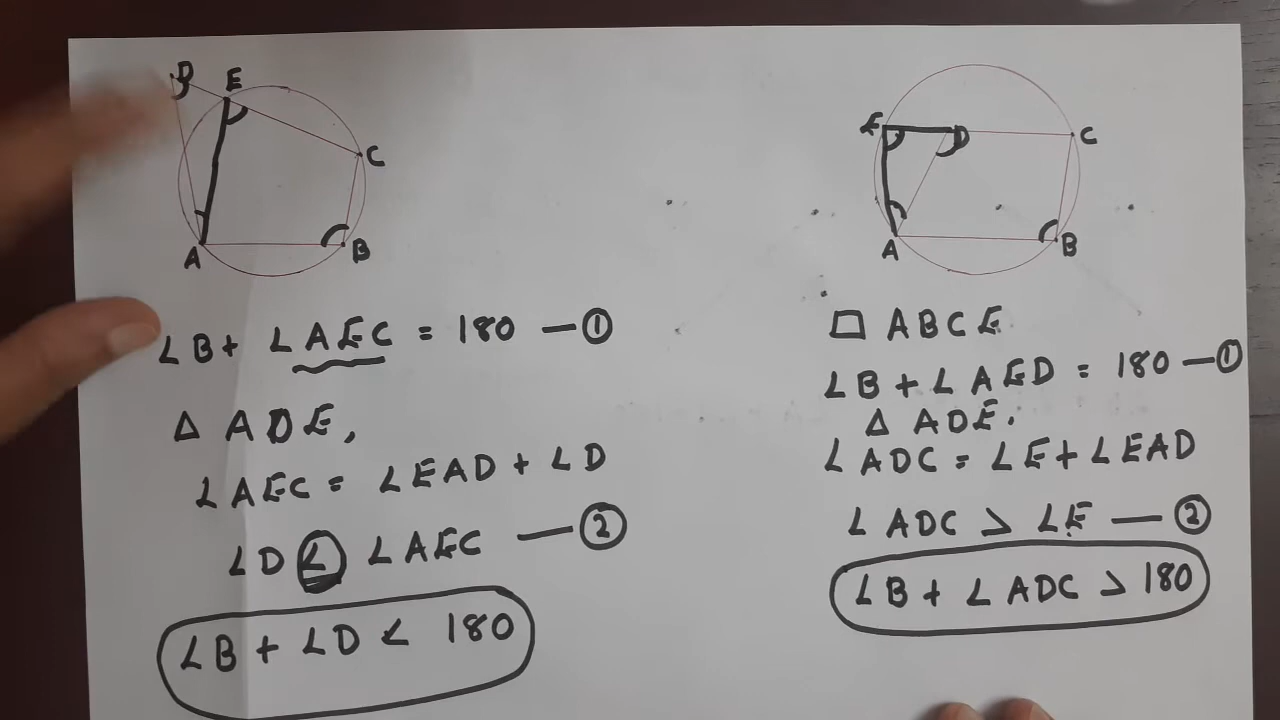 D E
C
A B
∠B + ∠AEC = 180 — ①
△ ADE,
∠AEC = ∠EAD + ∠D
∠D < ∠AEC — ②
∠B + ∠D < 180
E D C
A B
□ ABCE
∠B + ∠AED = 180 — ①
△ ADE.
∠ADC = ∠E + ∠EAD
∠ADC > ∠E — ②
∠B + ∠ADC > 180